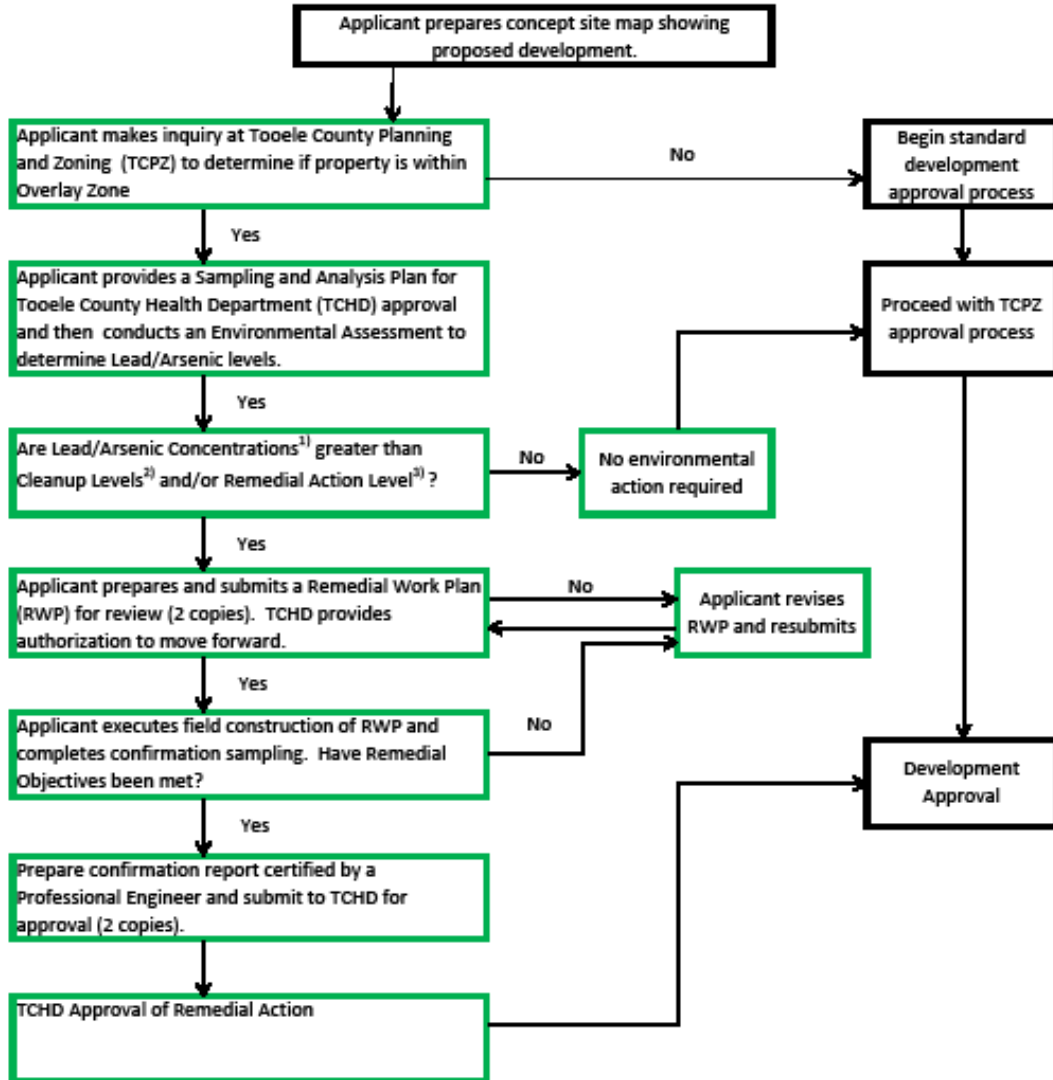 Applicant prepares concept site map showing
proposed development.
Applicant makes inquiry at Tooele County Planning
and Zoning (TCPZ) to determine if property is within
Overlay Zone
No
Begin standard
development
approval process
Yes
Applicant provides a Sampling and Analysis Plan for
Tooele County Health Department (TCHD) approval
and then conducts an Environmental Assessment to
determine Lead/Arsenic levels.
Proceed with TCPZ
approval process
Yes
Are Lead/Arsenic Concentrations¹⁾ greater than
Cleanup Levels²⁾ and/or Remedial Action Level³⁾ ?
No
No environmental
action required
Yes
Applicant prepares and submits a Remedial Work Plan
(RWP) for review (2 copies). TCHD provides
authorization to move forward.
No
Applicant revises
RWP and resubmits
Yes
Applicant executes field construction of RWP and
completes confirmation sampling. Have Remedial
Objectives been met?
No
Development
Approval
Yes
Prepare confirmation report certified by a
Professional Engineer and submit to TCHD for
approval (2 copies).
TCHD Approval of Remedial Action